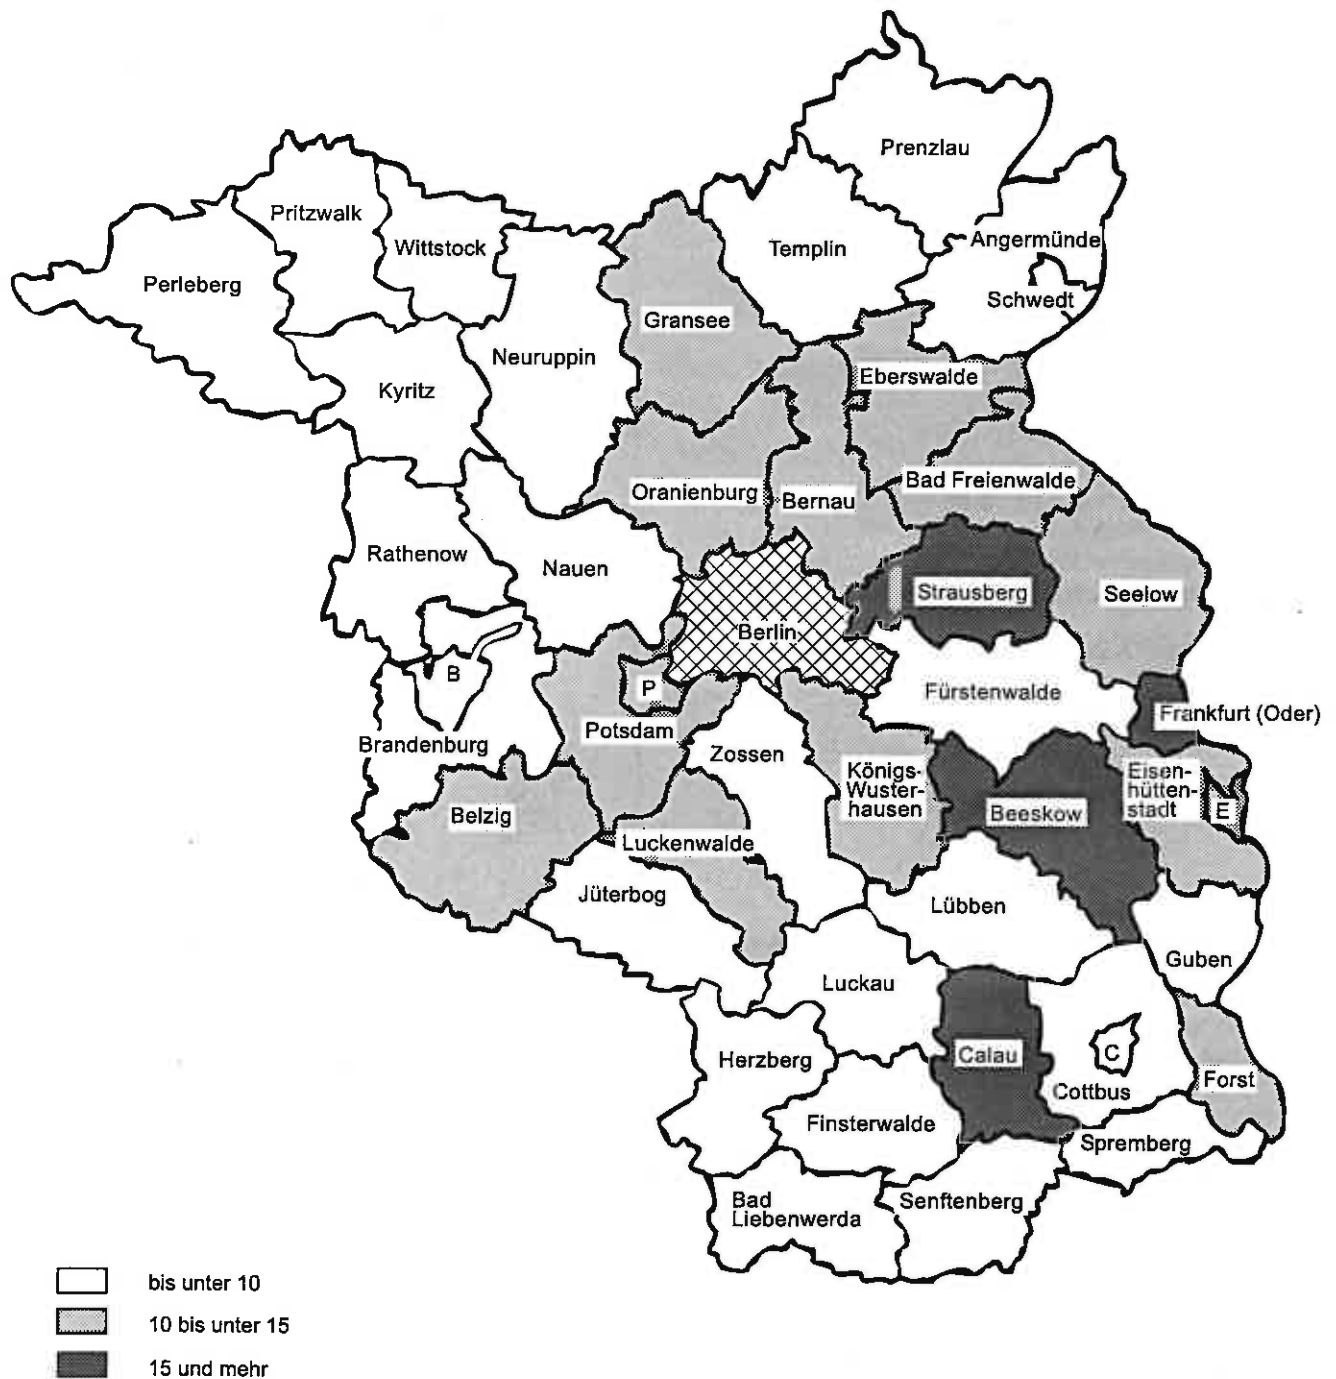 Prenzlau
Pritzwalk
Wittstock
Angermünde
Templin
Perleberg
Schwedt
Gransee
Neuruppin
Eberswalde
Kyritz
Bad Freienwalde
Oranienburg
Bernau
Rathenow
Nauen
Strausberg
Seelow
Berlin
B
P
Fürstenwalde
Frankfurt (Oder)
Potsdam
Brandenburg
Zossen
Königs-
Wuster-
hausen
Eisen-
hütten-
stadt
E
Beeskow
Belzig
Luckenwalde
Jüterbog
Lübben
Guben
Luckau
Herzberg
Calau
C
Cottbus
Forst
Finsterwalde
Spremberg
Bad
Liebenwerda
Senftenberg
bis unter 10
10 bis unter 15
15 und mehr